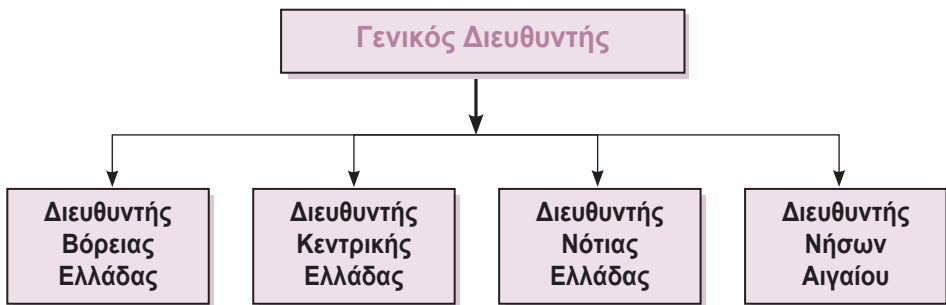 Γενικός Διευθυντής
Διευθυντής
Βόρειας
Ελλάδας
Διευθυντής
Κεντρικής
Ελλάδας
Διευθυντής
Νότιας
Ελλάδας
Διευθυντής
Νήσων
Αιγαίου